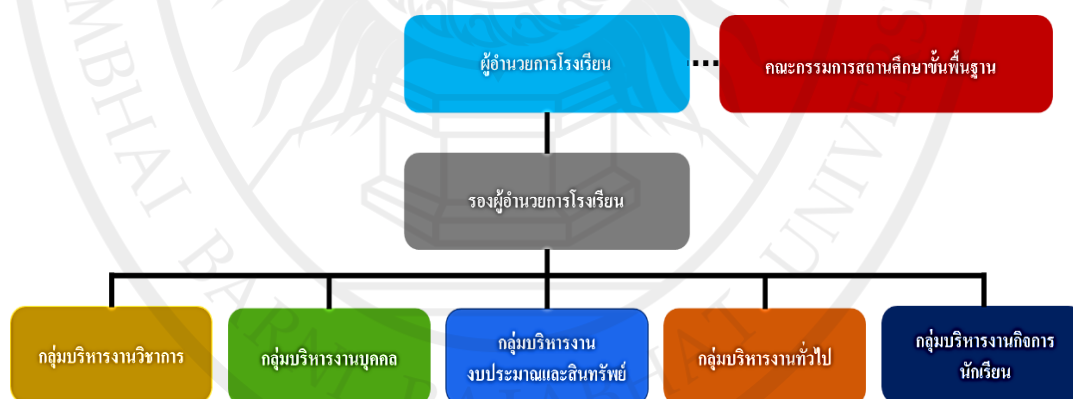 ผู้อำนวยการโรงเรียน
คณะกรรมการสถานศึกษาขั้นพื้นฐาน
รองผู้อำนวยการโรงเรียน
กลุ่มบริหารงานวิชาการ
กลุ่มบริหารงานบุคคล
กลุ่มบริหารงาน
งบประมาณและสินทรัพย์
กลุ่มบริหารงานทั่วไป
กลุ่มบริหารงานกิจการ
นักเรียน
MBHAI BARNI RAJABHAT UNIVERS